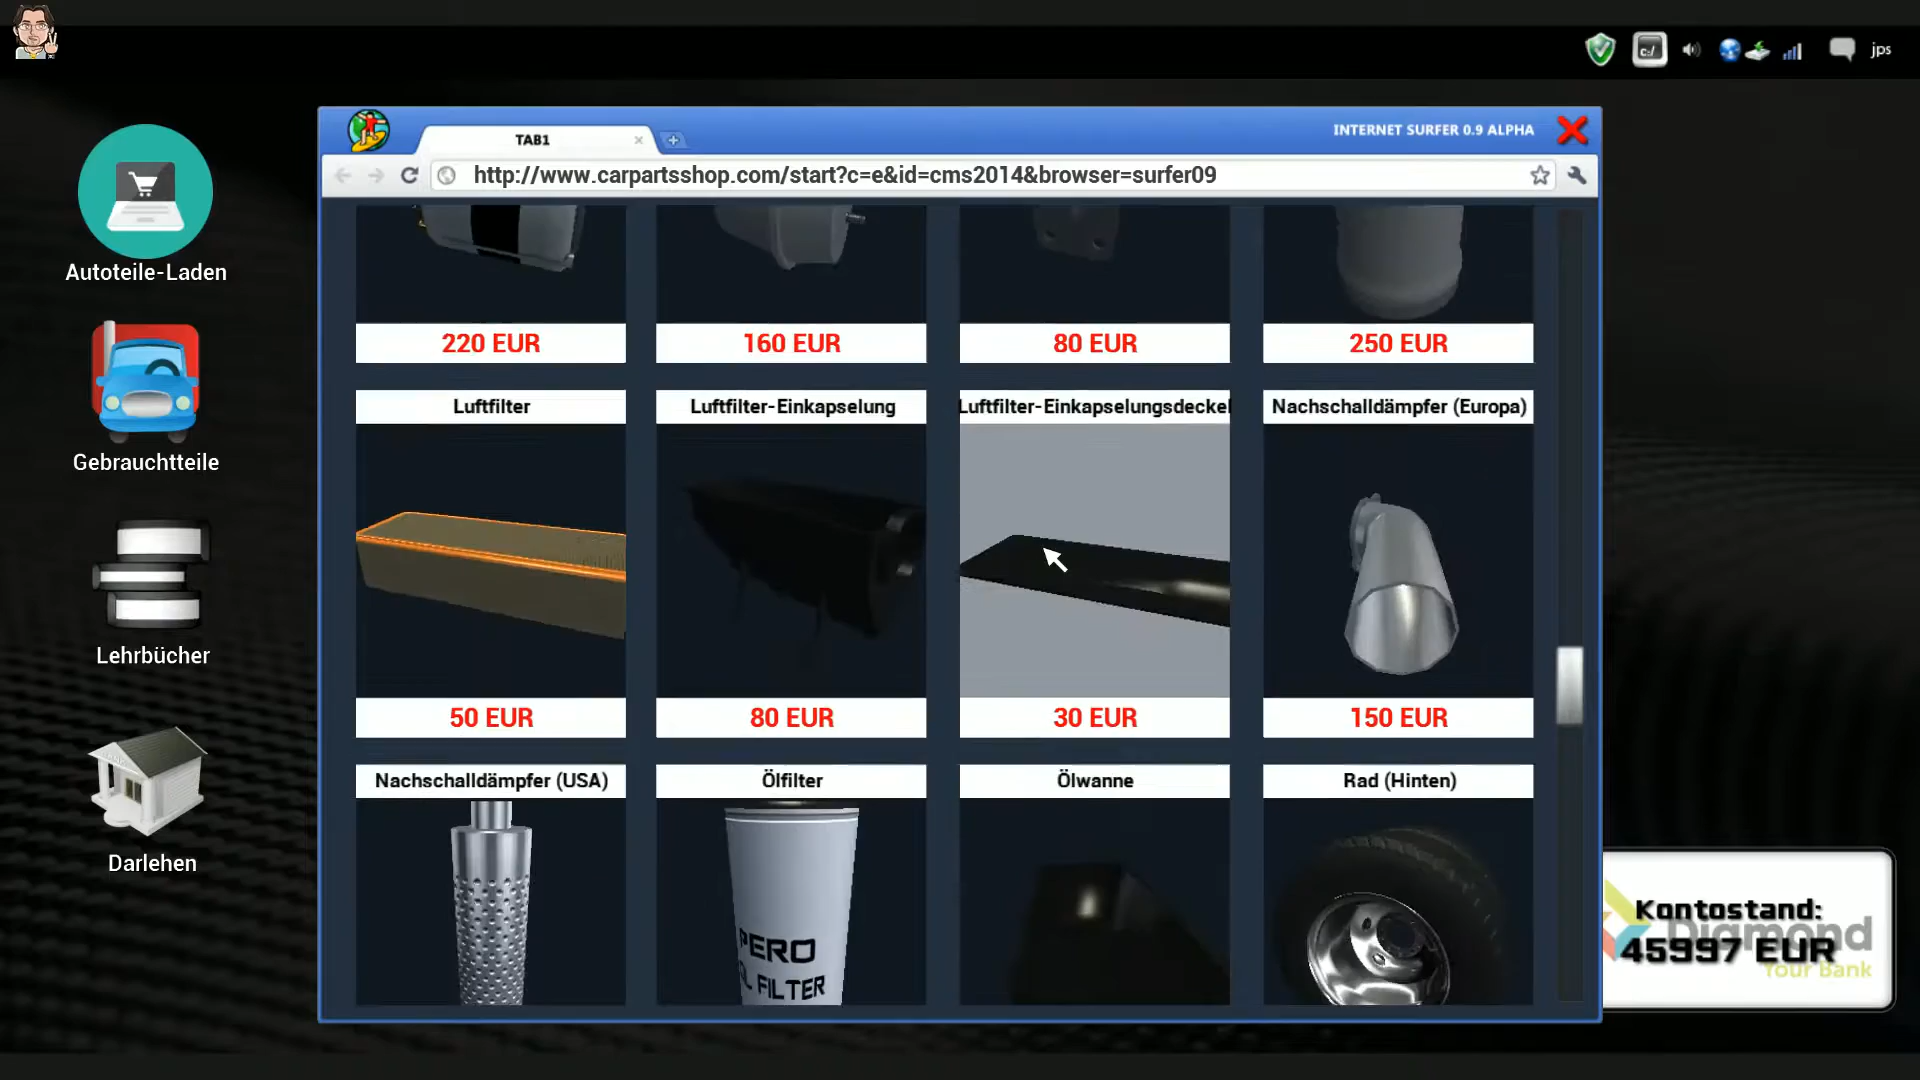 jps
TAB1
INTERNET SURFER 0.9 ALPHA
http://www.carpartsshop.com/start?c=e&id=cms2014&browser=surfer09
Autoteile-Laden
Gebrauchtteile
Lehrbücher
Darlehen
220 EUR
160 EUR
80 EUR
250 EUR
Luftfilter
Luftfilter-Einkapselung
Luftfilter-Einkapselungsdeckel
Nachschalldämpfer (Europa)
50 EUR
80 EUR
30 EUR
150 EUR
Nachschalldämpfer (USA)
Ölfilter
Ölwanne
Rad (Hinten)
PERO
L FILTER
Kontostand:
Diamond
45997 EUR
Your Bank